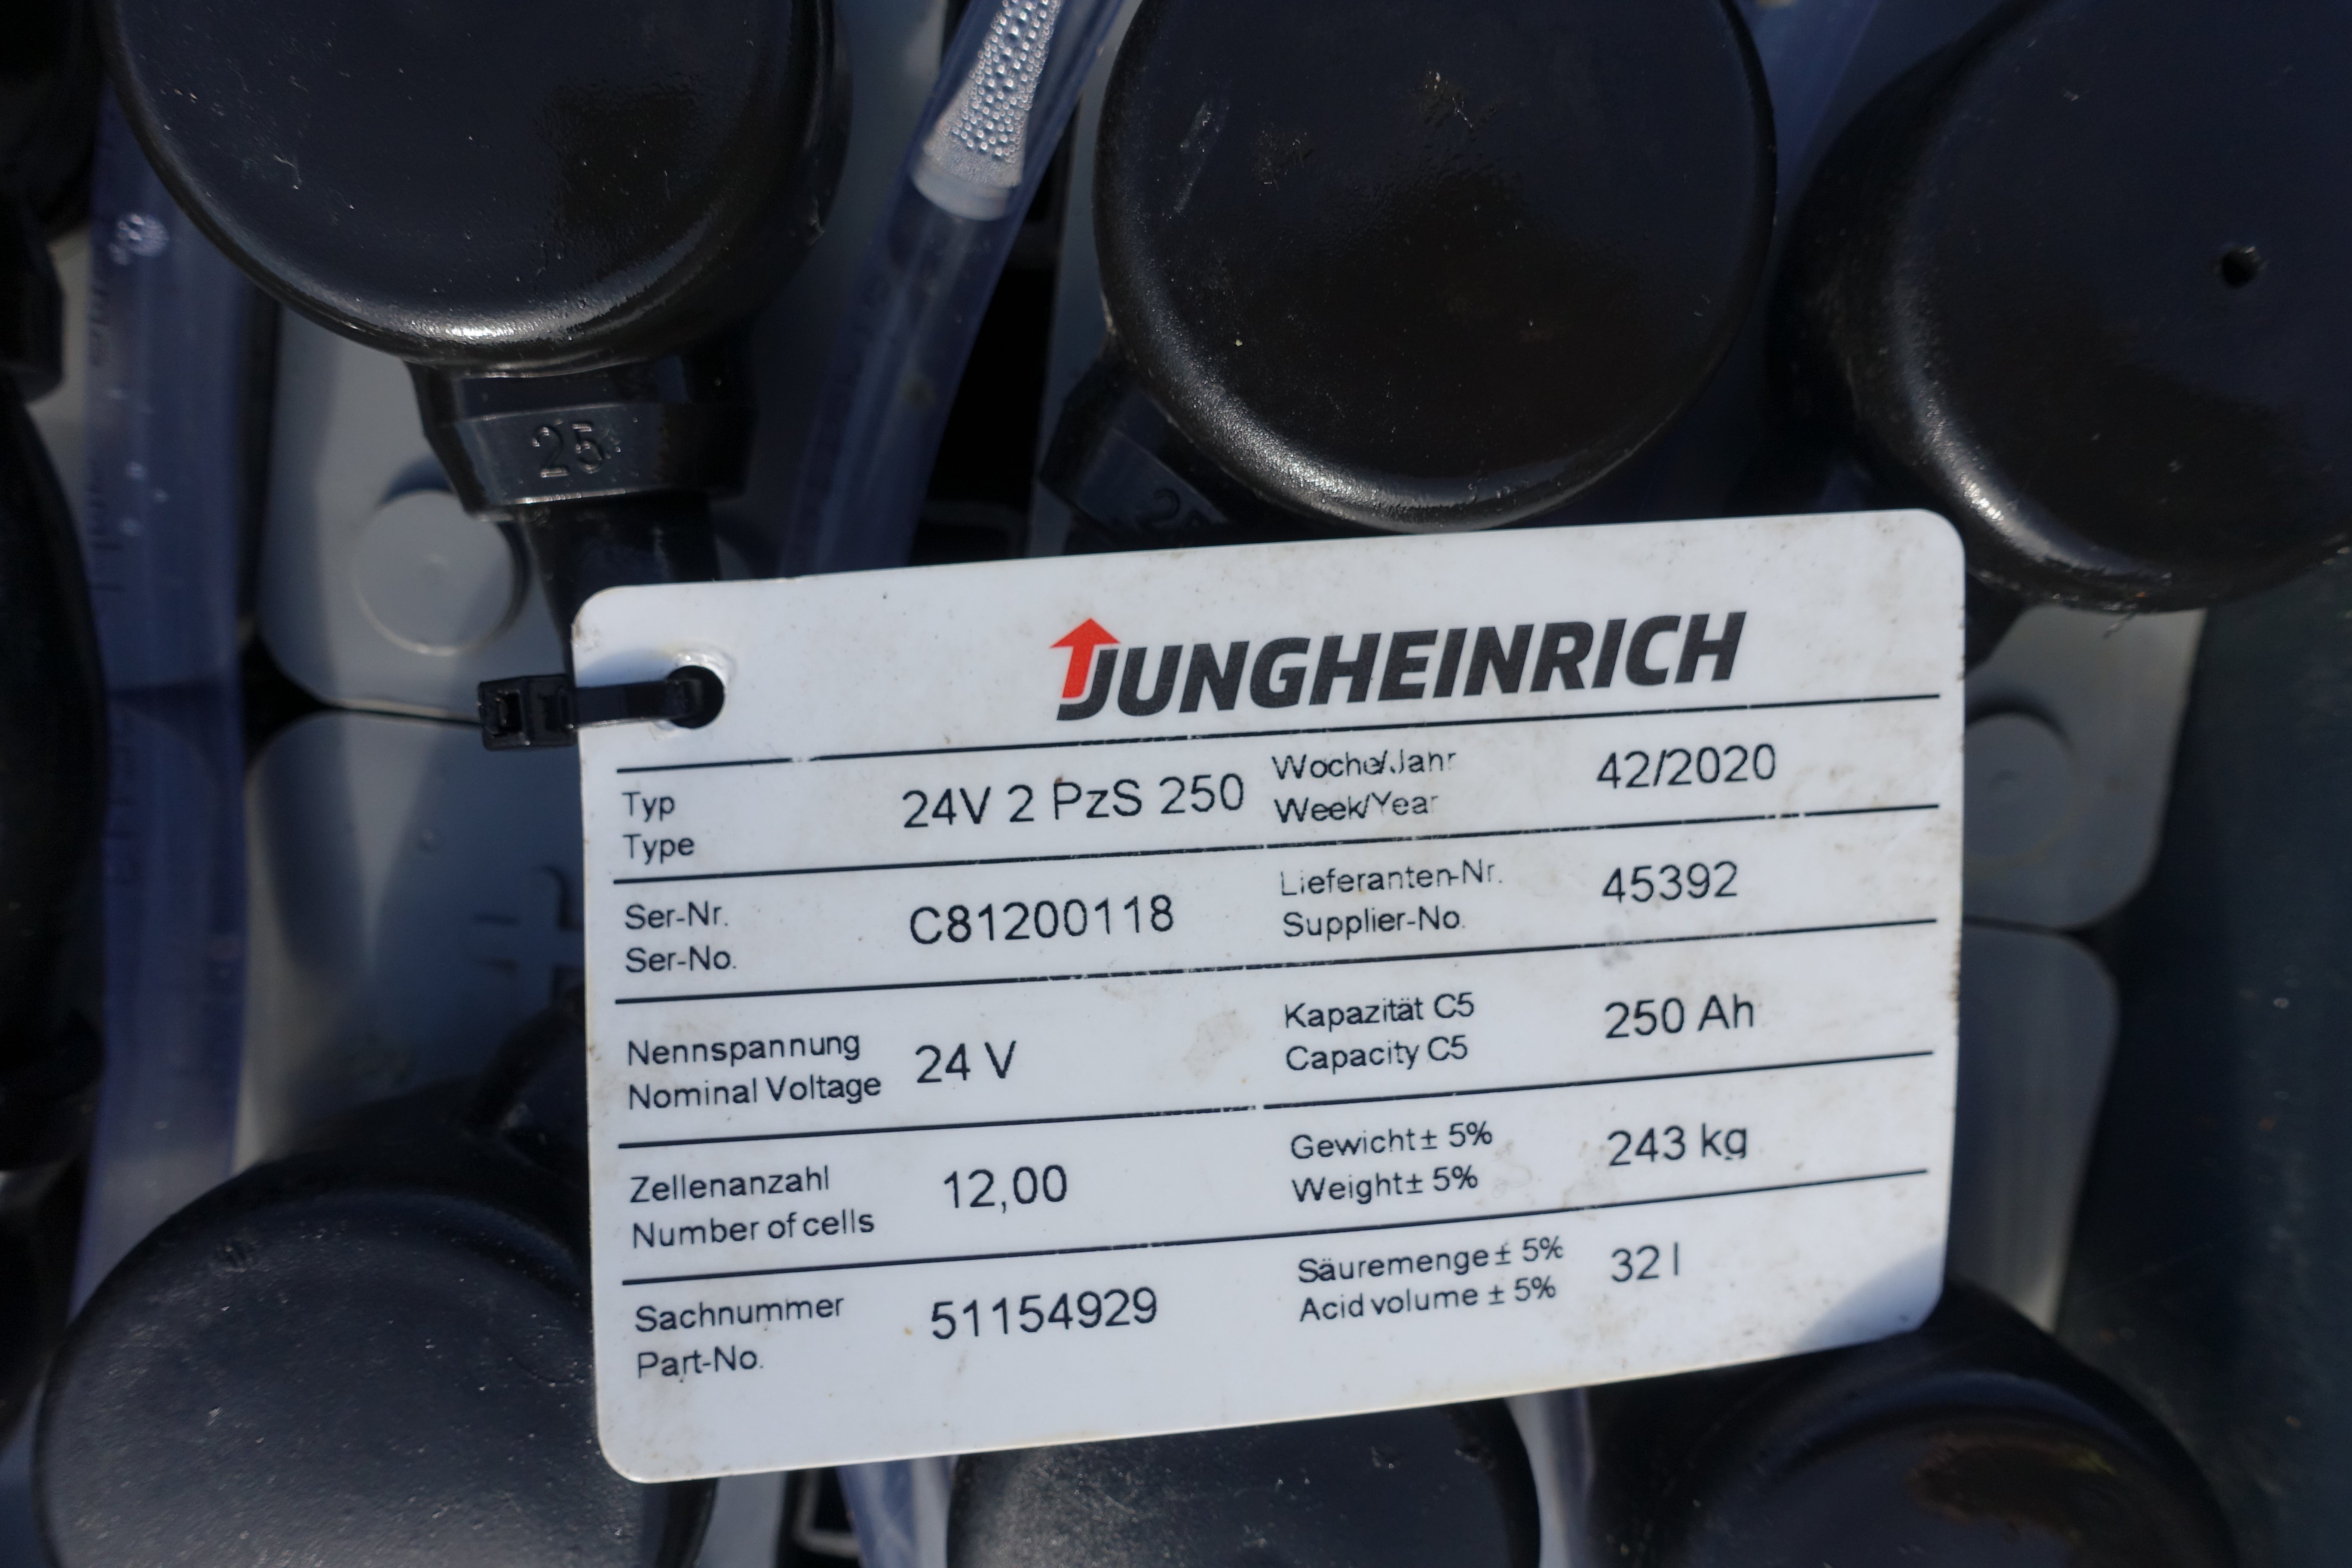 25
JUNGHEINRICH
Typ
Type
24V 2 PzS 250
Woche/Jahr
Week/Year
42/2020
Ser-Nr.
Ser-No.
C81200118
Lieferanten-Nr.
Supplier-No.
45392
Nennspannung
Nominal Voltage
24 V
Kapazität C5
Capacity C5
250 Ah
Zellenanzahl
Number of cells
12,00
Gewicht± 5%
Weight± 5%
243 kg
Sachnummer
Part-No.
51154929
Säuremenge± 5%
Acid volume ± 5%
32 l